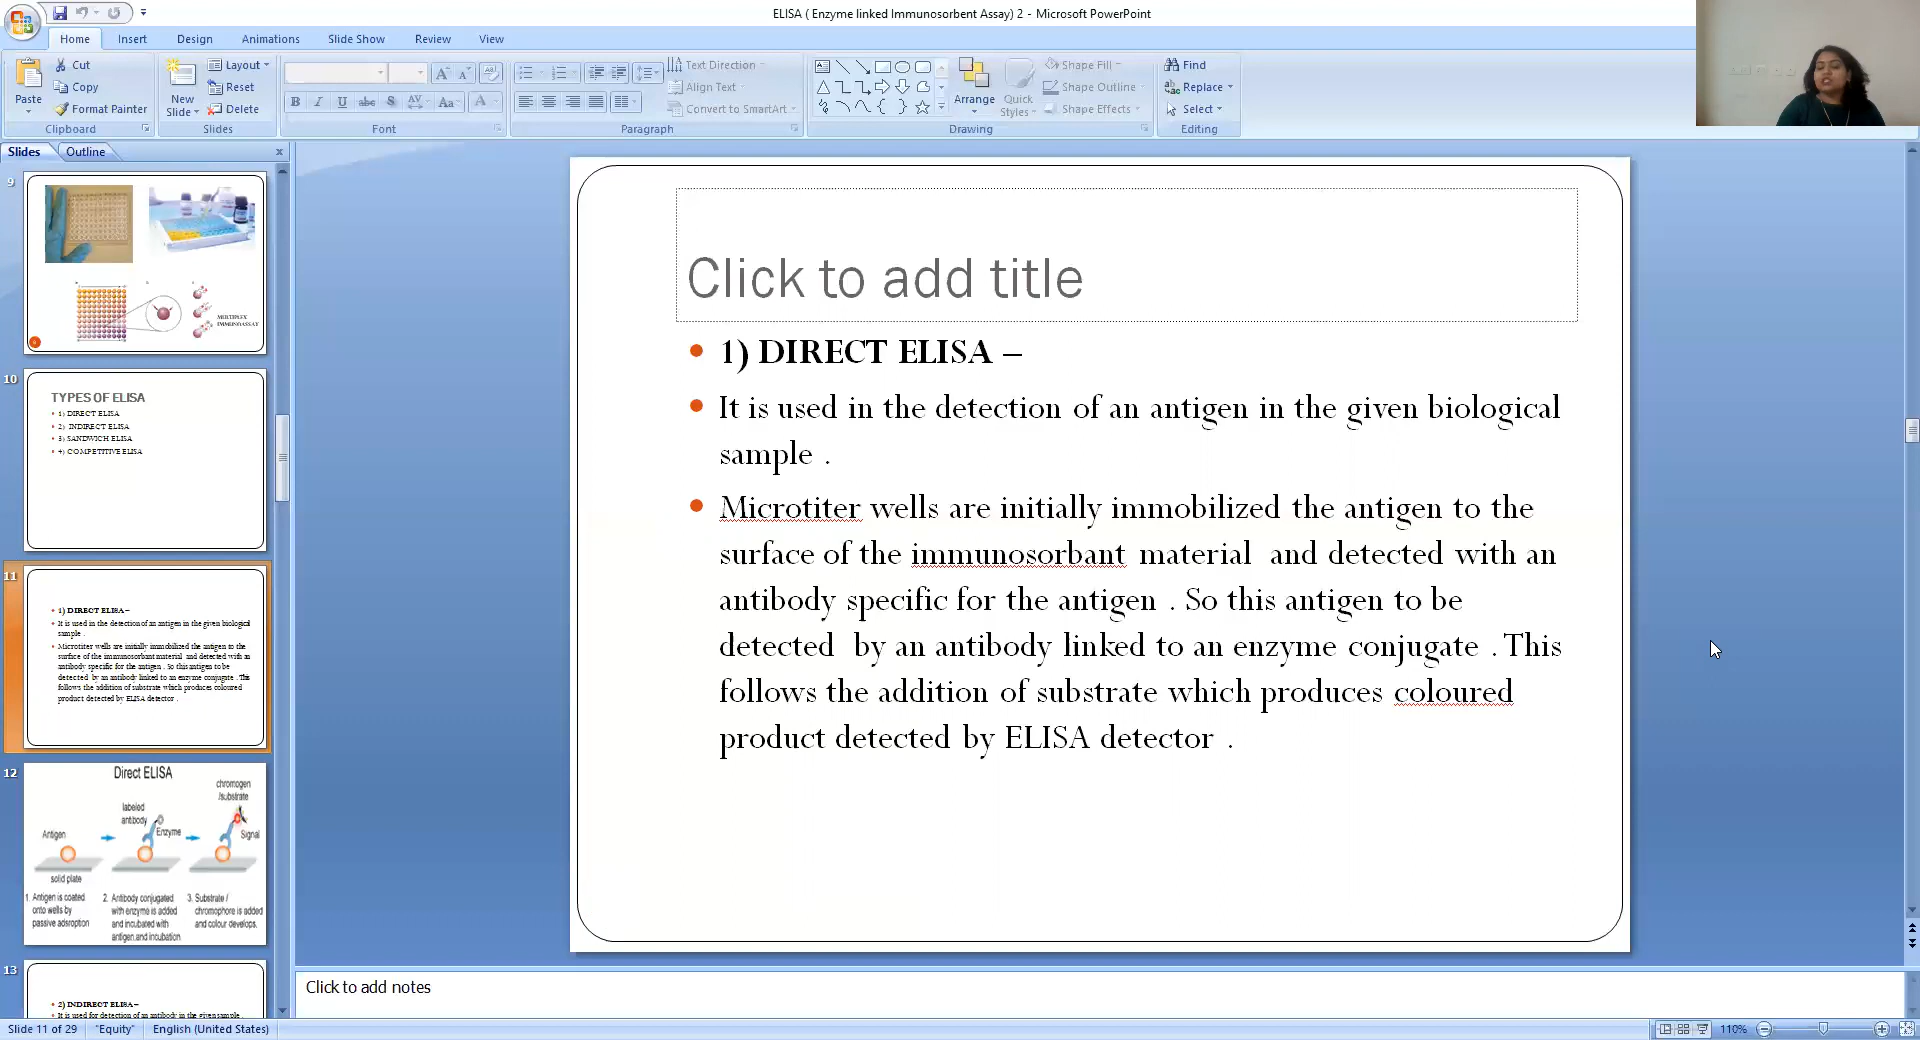 ELISA ( Enzyme linked Immunosorbent Assay) 2 - Microsoft PowerPoint
Home Insert Design Animations Slide Show Review View
Paste
Cut
Copy
Format Painter
Clipboard
New
Slide
Layout
Reset
Delete
Slides
B I U abc S AV Aa A
Font
Text Direction
Align Text
Convert to SmartArt
Paragraph
Arrange
Quick
Styles
Shape Fill
Shape Outline
Shape Effects
Drawing
Find
Replace
Select
Editing
Slides Outline
9
MULTIPLEX
IMMUNOASSAY
10
TYPES OF ELISA
1) DIRECT ELISA
2) INDIRECT ELISA
3) SANDWICH ELISA
4) COMPETITIVE ELISA
11
1) DIRECT ELISA –
It is used in the detection of an antigen in the given biological
sample .
Microtiter wells are initially immobilized the antigen to the
surface of the immunosorbant material and detected with an
antibody specific for the antigen . So this antigen to be
detected by an antibody linked to an enzyme conjugate . This
follows the addition of substrate which produces coloured
product detected by ELISA detector .
12
Direct ELISA
Antigen
solid plate
labeled
antibody
Enzyme
chromogen
/substrate
Signal
1. Antigen is coated
onto wells by
passive adsroption
2. Antibody conjugated
with enzyme is added
and incubated with
antigen and incubation
3. Substrate /
chromophore is added
and colour develops.
13
2) INDIRECT ELISA –
It is used for detection of an antibody in the given sample .
Click to add title
1) DIRECT ELISA –
It is used in the detection of an antigen in the given biological
sample .
Microtiter wells are initially immobilized the antigen to the
surface of the immunosorbant material and detected with an
antibody specific for the antigen . So this antigen to be
detected by an antibody linked to an enzyme conjugate . This
follows the addition of substrate which produces coloured
product detected by ELISA detector .
Click to add notes
Slide 11 of 29 "Equity" English (United States) 110%